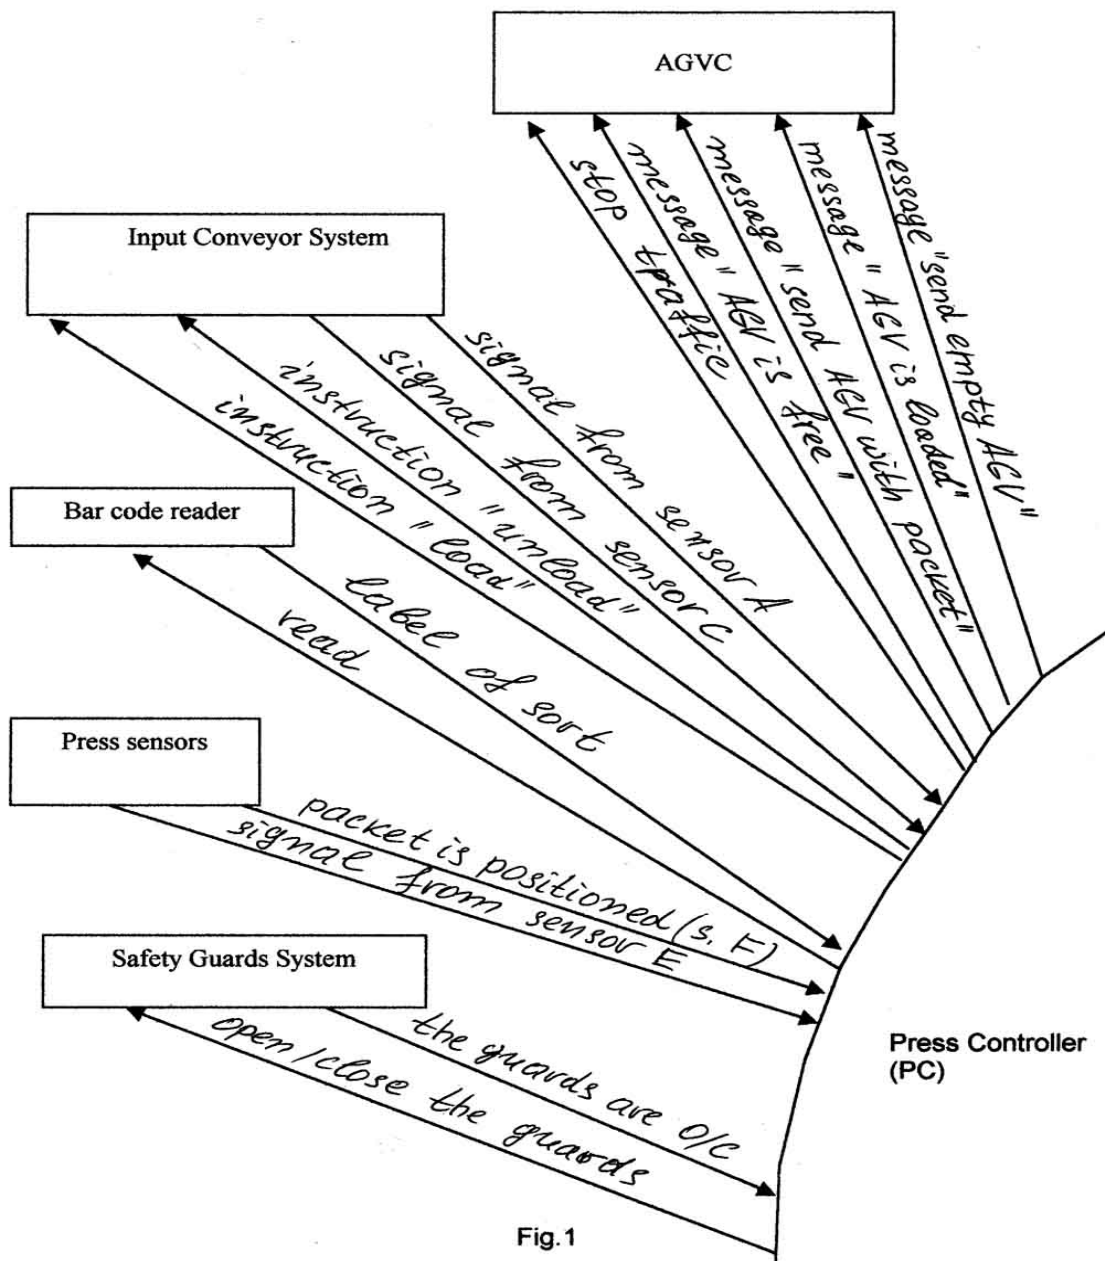 AGVC
stop traffic
message "AGV is free"
message "send AGV with packet"
message "AGV is loaded"
message "send empty AGV"
Input Conveyor System
instruction "load"
instruction "unload"
signal from sensor C
signal from sensor A
Bar code reader
read
label of sort
Press sensors
packet is positioned (s. F)
signal from sensor E
Safety Guards System
the guards are O/C
open/close the guards
Press Controller
(PC)
Fig.1